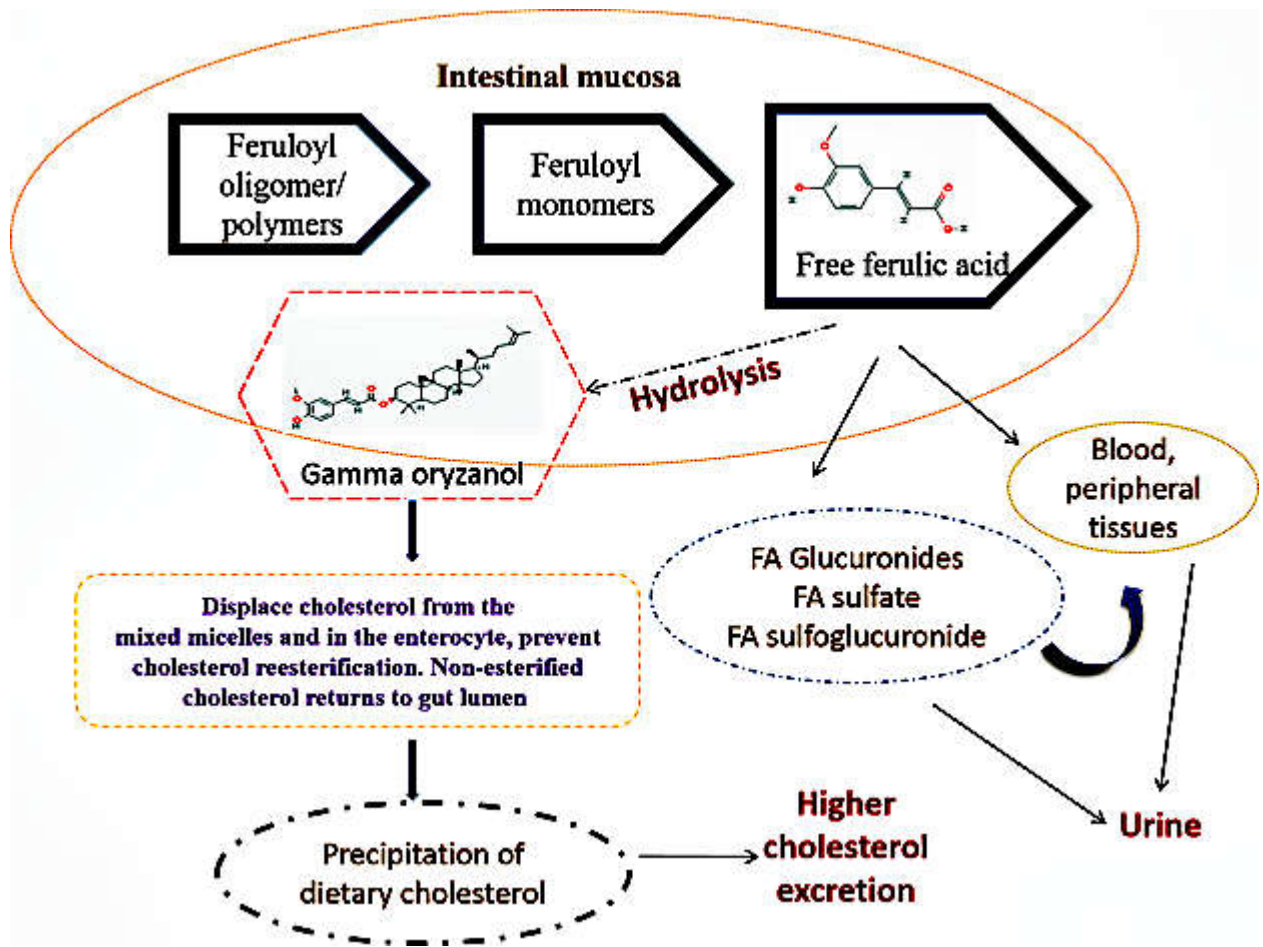 Intestinal mucosa
Feruloyl
oligomer/
polymers
Feruloyl
monomers
Free ferulic acid
Hydrolysis
Gamma oryzanol
Blood,
peripheral
tissues
FA Glucuronides
FA sulfate
FA sulfoglucuronide
Displace cholesterol from the
mixed micelles and in the enterocyte, prevent
cholesterol reesterification. Non-esterified
cholesterol returns to gut lumen
Precipitation of
dietary cholesterol
Higher
cholesterol
excretion
Urine